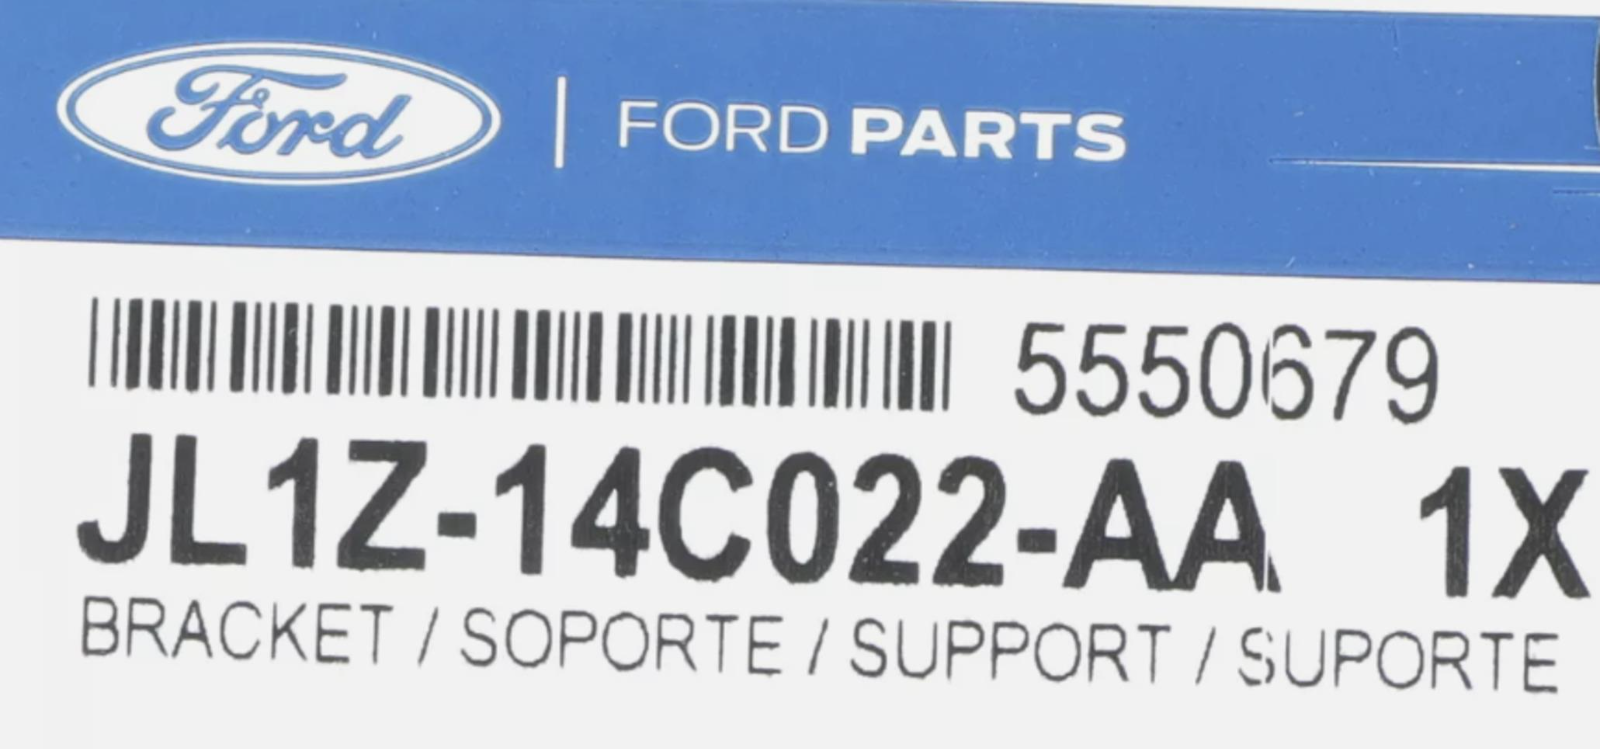 Ford | FORD PARTS
5550679
JL1Z-14C022-AA 1X
BRACKET / SOPORTE / SUPPORT / SUPORTE